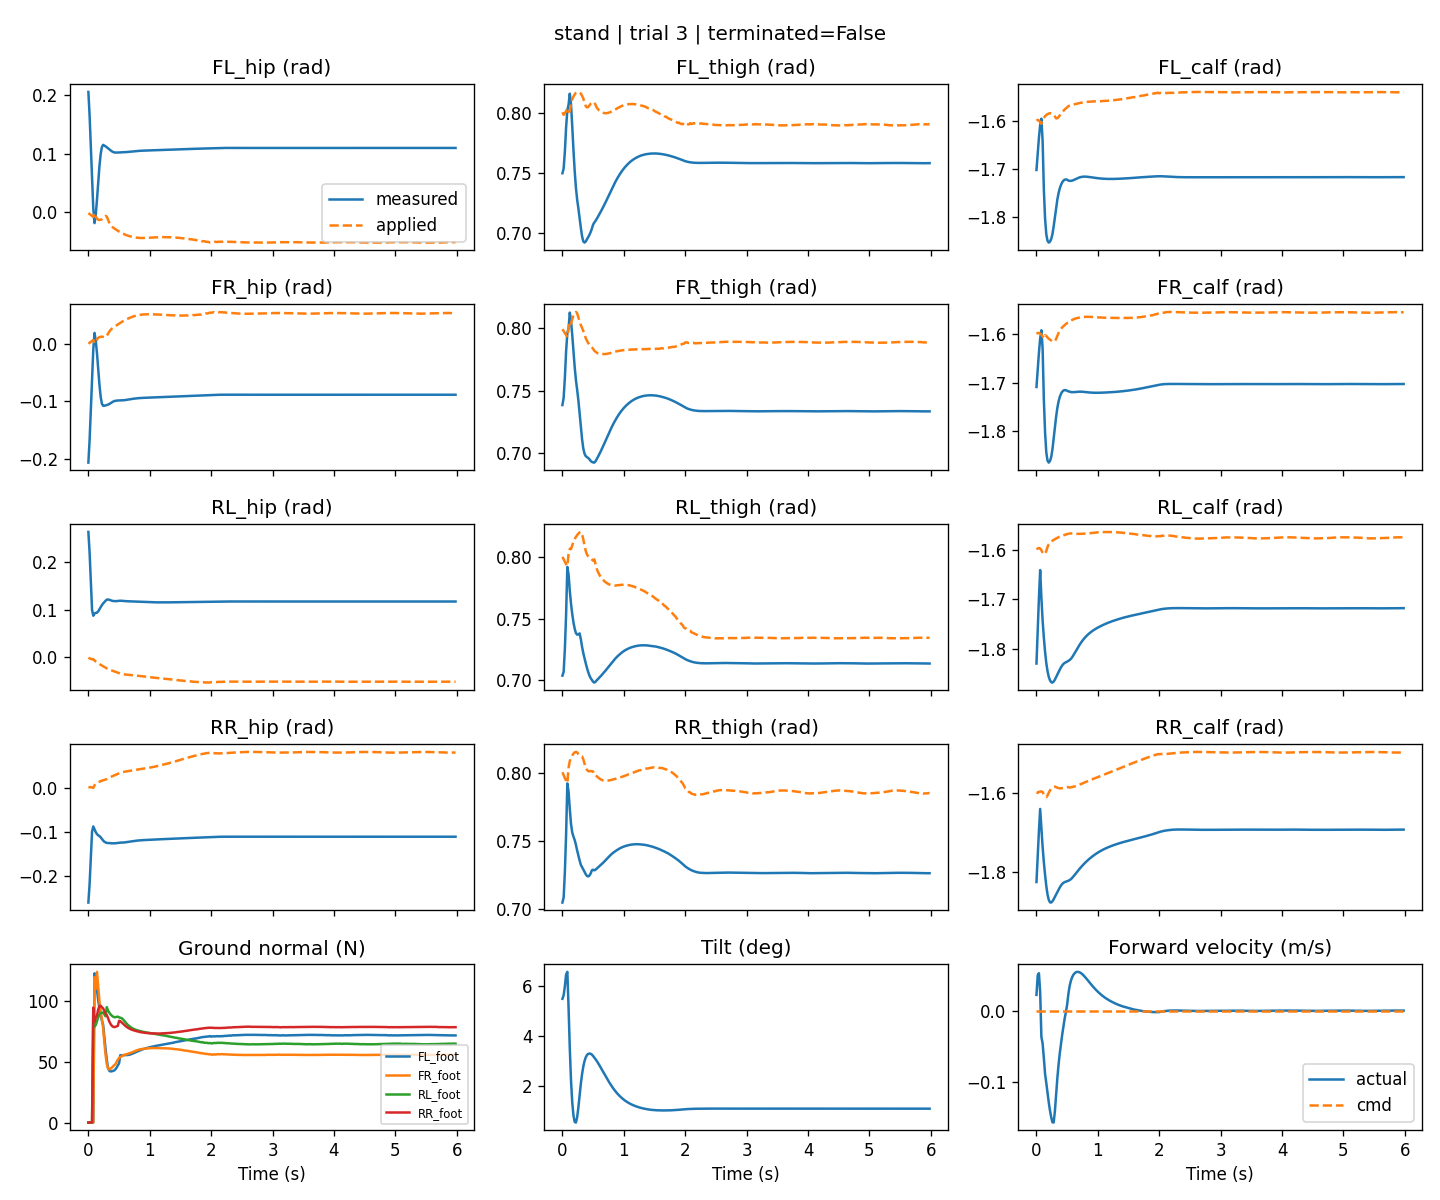 stand | trial 3 | terminated=False
FL_hip (rad)
FL_thigh (rad)
FL_calf (rad)
0.2
0.1
0.0
measured
applied
0.80
0.75
0.70
−1.6
−1.7
−1.8
FR_hip (rad)
FR_thigh (rad)
FR_calf (rad)
0.0
−0.1
−0.2
0.80
0.75
0.70
−1.6
−1.7
−1.8
RL_hip (rad)
RL_thigh (rad)
RL_calf (rad)
0.2
0.1
0.0
0.80
0.75
0.70
−1.6
−1.7
−1.8
RR_hip (rad)
RR_thigh (rad)
RR_calf (rad)
0.0
−0.1
−0.2
0.80
0.75
0.70
−1.6
−1.8
Ground normal (N)
Tilt (deg)
Forward velocity (m/s)
100
50
0
FL_foot
FR_foot
RL_foot
RR_foot
0 1 2 3 4 5 6
Time (s)
6
4
2
0 1 2 3 4 5 6
Time (s)
0.0
−0.1
actual
cmd
0 1 2 3 4 5 6
Time (s)